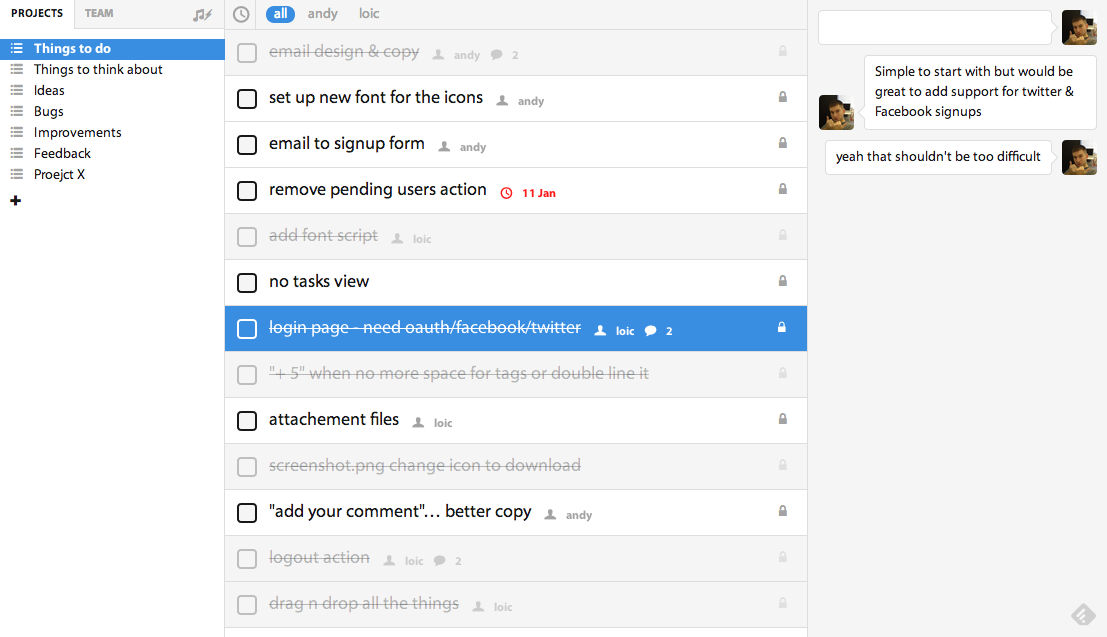 PROJECTS TEAM
Things to do
Things to think about
Ideas
Bugs
Improvements
Feedback
Proejct X
all andy loic
email design & copy andy 2
set up new font for the icons andy
email to signup form andy
remove pending users action 11 Jan
add font script loic
no tasks view
login page - need oauth/facebook/twitter loic 2
"+ 5" when no more space for tags or double line it
attachement files loic
screenshot.png change icon to download
"add your comment"... better copy andy
logout action loic 2
drag n drop all the things loic
Simple to start with but would be
great to add support for twitter &
Facebook signups
yeah that shouldn't be too difficult